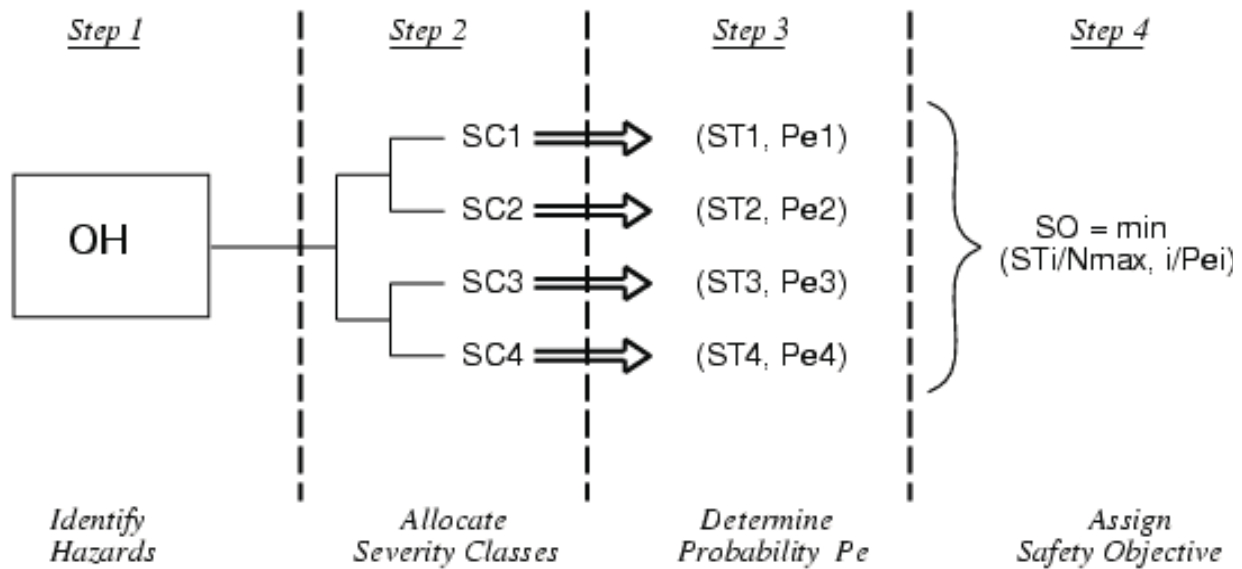 Step 1
Step 2
Step 3
Step 4
OH
SC1
(ST1, Pe1)
SC2
(ST2, Pe2)
SC3
(ST3, Pe3)
SC4
(ST4, Pe4)
SO = min
(STi/Nmax, i/Pei)
Identify
Hazards
Allocate
Severity Classes
Determine
Probability Pe
Assign
Safety Objective